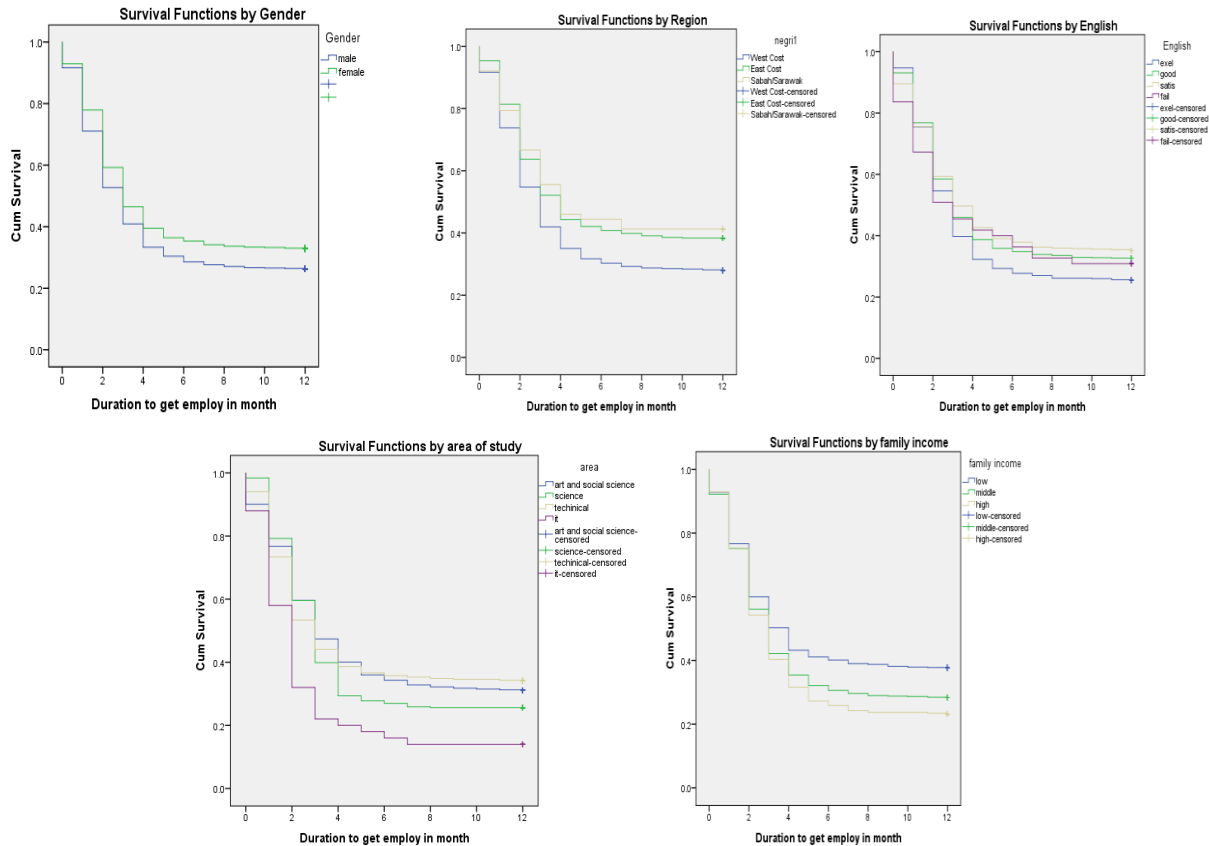 Survival Functions by Gender
Cum Survival
1.0
0.8
0.6
0.4
0.2
0.0
0 2 4 6 8 10 12
Duration to get employ in month
Gender
male
female
Survival Functions by Region
Cum Survival
1.0
0.8
0.6
0.4
0.2
0.0
0 2 4 6 8 10 12
Duration to get employ in month
negri1
West Cost
East Cost
Sabah/Sarawak
West Cost-censored
East Cost-censored
Sabah/Sarawak-censored
Survival Functions by English
Cum Survival
1.0
0.8
0.6
0.4
0.2
0.0
0 2 4 6 8 10 12
Duration to get employ in month
English
exel
good
satis
fail
exel-censored
good-censored
satis-censored
fail-censored
Survival Functions by area of study
Cum Survival
1.0
0.8
0.6
0.4
0.2
0.0
0 2 4 6 8 10 12
Duration to get employ in month
area
art and social science
science
techinical
it
art and social science-
censored
science-censored
techinical-censored
it-censored
Survival Functions by family income
Cum Survival
1.0
0.8
0.6
0.4
0.2
0.0
0 2 4 6 8 10 12
Duration to get employ in month
family income
low
middle
high
low-censored
middle-censored
high-censored